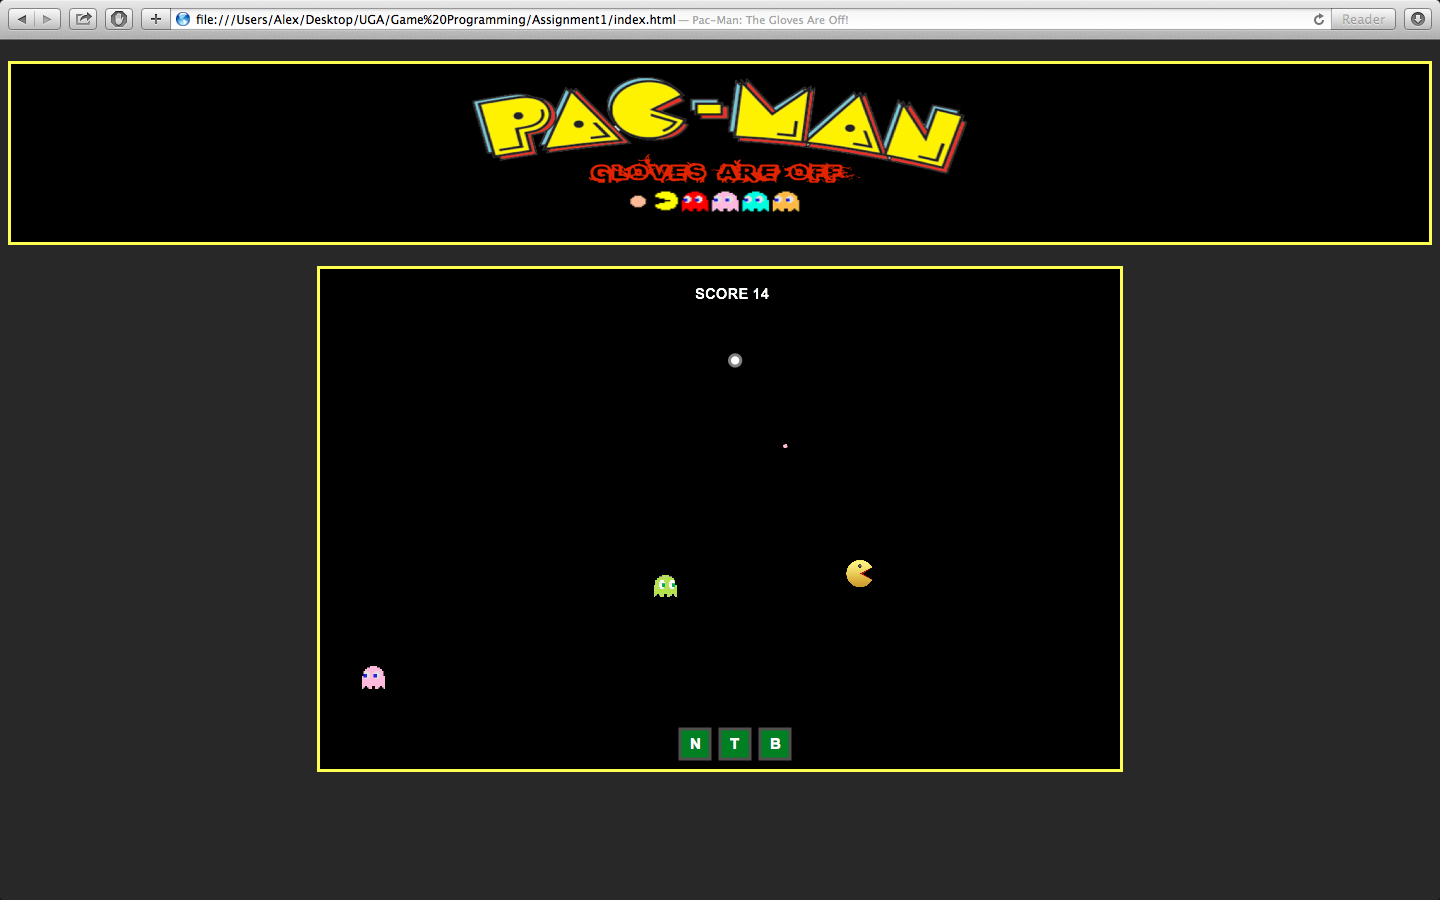 file:///Users/Alex/Desktop/UGA/Game%20Programming/Assignment1/index.html — Pac-Man: The Gloves Are Off!
Reader
PAC-MAN
GLOVES ARE OFF
SCORE 14
N T B